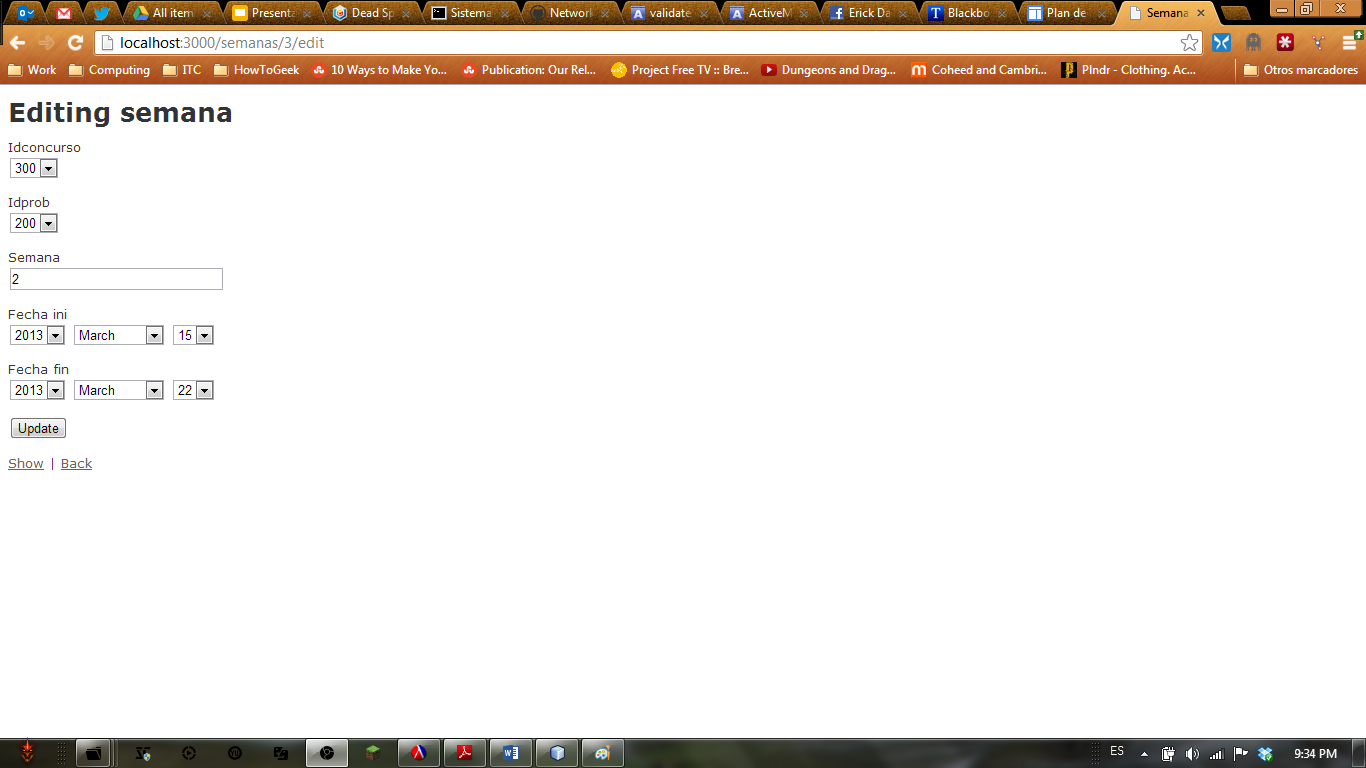 All item Presenta Dead Sp Sistema Network validate ActiveM Erick Da Blackbo Plan de Semana
localhost:3000/semanas/3/edit
Work Computing ITC HowToGeek 10 Ways to Make Yo... Publication: Our Rel... Project Free TV :: Bre... Dungeons and Drag... Coheed and Cambri... Plndr - Clothing. Ac... Otros marcadores
Editing semana
Idconcurso
300
Idprob
200
Semana
2
Fecha ini
2013 March 15
Fecha fin
2013 March 22
Update
Show | Back
ES 9:34 PM